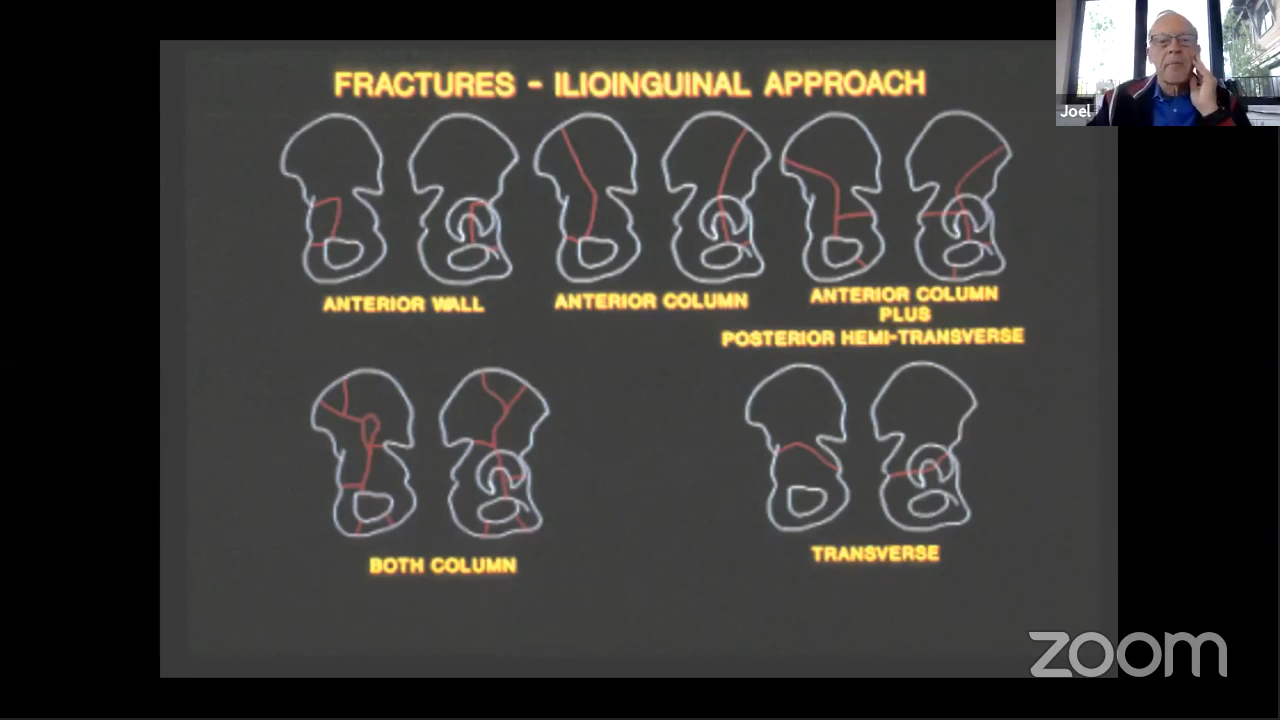 FRACTURES - ILIOINGUINAL APPROACH
Joel
ANTERIOR WALL
ANTERIOR COLUMN
ANTERIOR COLUMN
PLUS
POSTERIOR HEMI-TRANSVERSE
BOTH COLUMN
TRANSVERSE
zoom